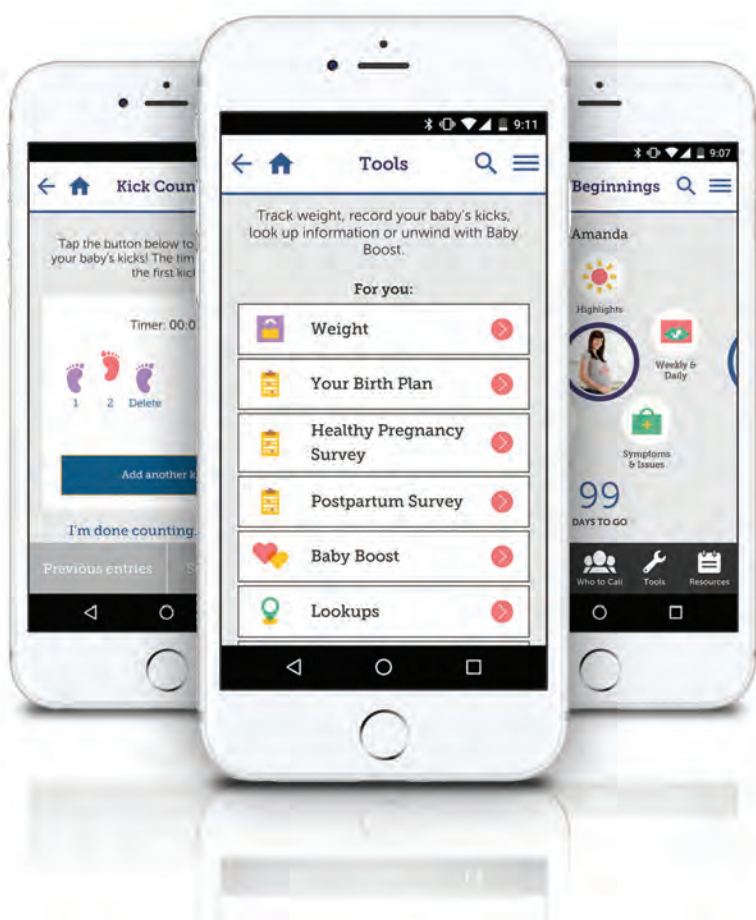 Kick Coun
Tap the button below to
your baby's kicks! The tim
the first kic
Timer: 00:0
1 2 Delete
Add another k
I'm done counting.
Previous entries S
9:11
Tools
Track weight, record your baby's kicks,
look up information or unwind with Baby
Boost.
For you:
Weight
Your Birth Plan
Healthy Pregnancy
Survey
Postpartum Survey
Baby Boost
Lookups
9:07
Beginnings
Amanda
Highlights
Weekly &
Daily
Symptoms
& Issues
99
DAYS TO GO
Who to Call Tools Resources